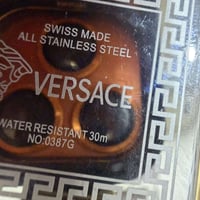 SWISS MADE
ALL STAINLESS STEEL
VERSACE
WATER RESISTANT 30m
NO:0387G